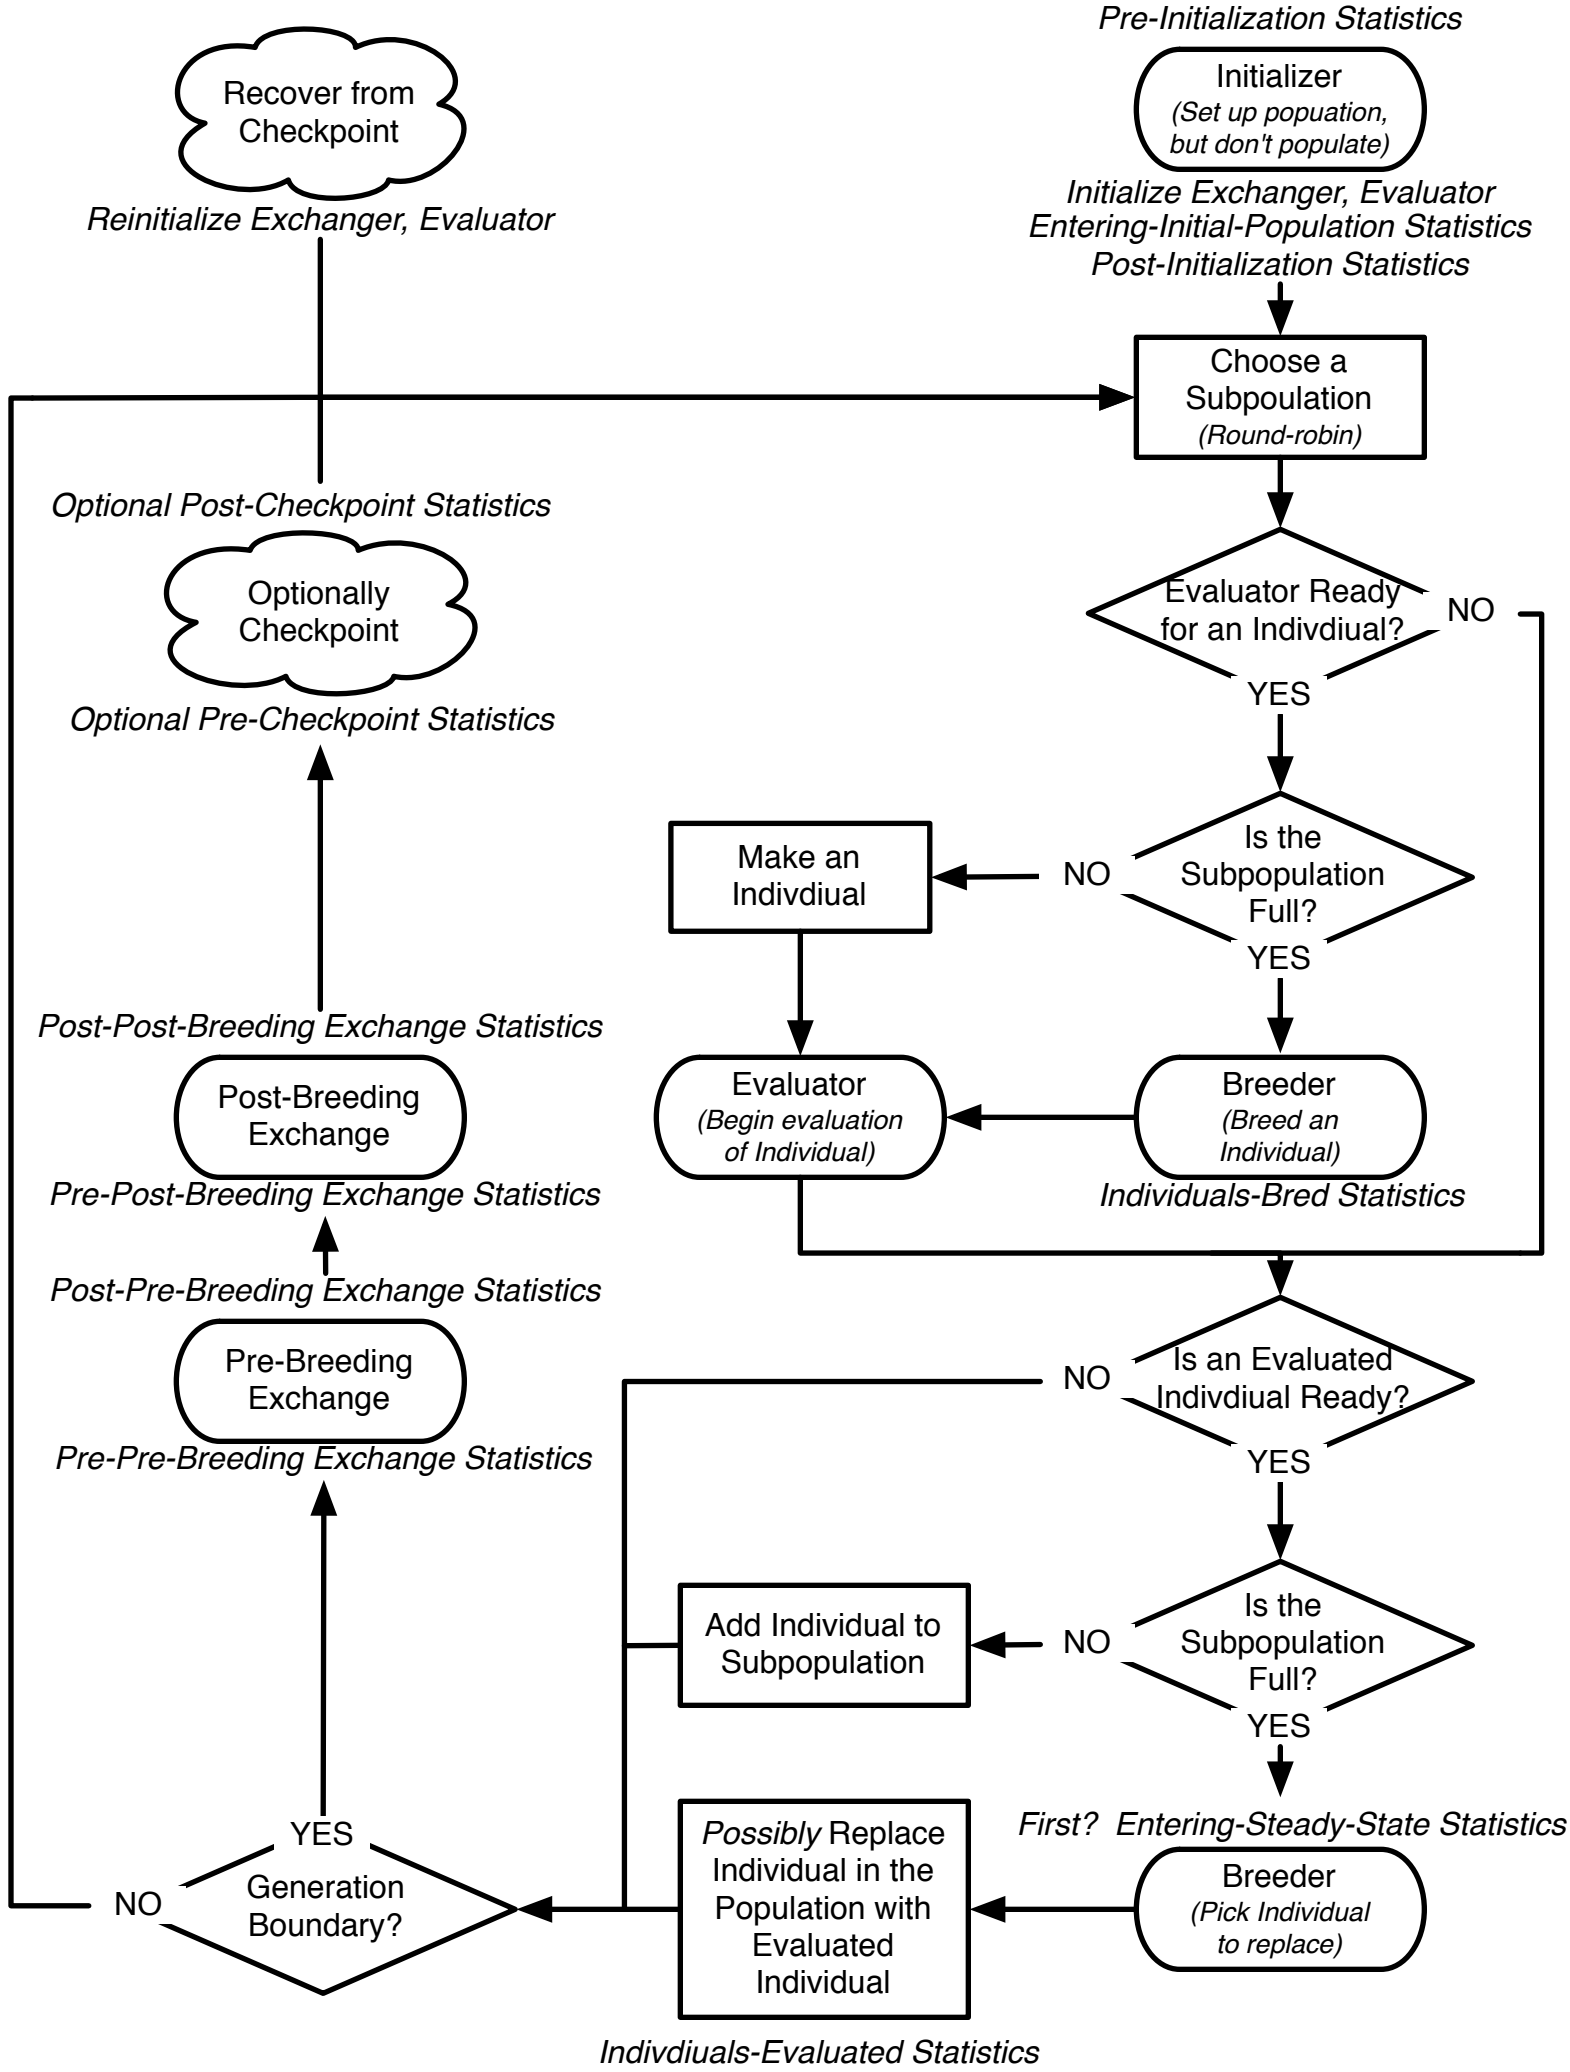 Pre-Initialization Statistics
Initializer
(Set up popuation,
but don't populate)
Initialize Exchanger, Evaluator
Entering-Initial-Population Statistics
Post-Initialization Statistics
Recover from
Checkpoint
Reinitialize Exchanger, Evaluator
Choose a
Subpoulation
(Round-robin)
Optional Post-Checkpoint Statistics
Optionally
Checkpoint
Optional Pre-Checkpoint Statistics
Evaluator Ready
for an Indivdiual?
NO
YES
Is the
Subpopulation
Full?
NO
YES
Make an
Indivdiual
Evaluator
(Begin evaluation
of Individual)
Breeder
(Breed an
Individual)
Individuals-Bred Statistics
Post-Post-Breeding Exchange Statistics
Post-Breeding
Exchange
Pre-Post-Breeding Exchange Statistics
Post-Pre-Breeding Exchange Statistics
Pre-Breeding
Exchange
Pre-Pre-Breeding Exchange Statistics
Is an Evaluated
Indivdiual Ready?
NO
YES
Is the
Subpopulation
Full?
NO
YES
Add Individual to
Subpopulation
First? Entering-Steady-State Statistics
Breeder
(Pick Individual
to replace)
Possibly Replace
Individual in the
Population with
Evaluated
Individual
Indivdiuals-Evaluated Statistics
YES
Generation
Boundary?
NO